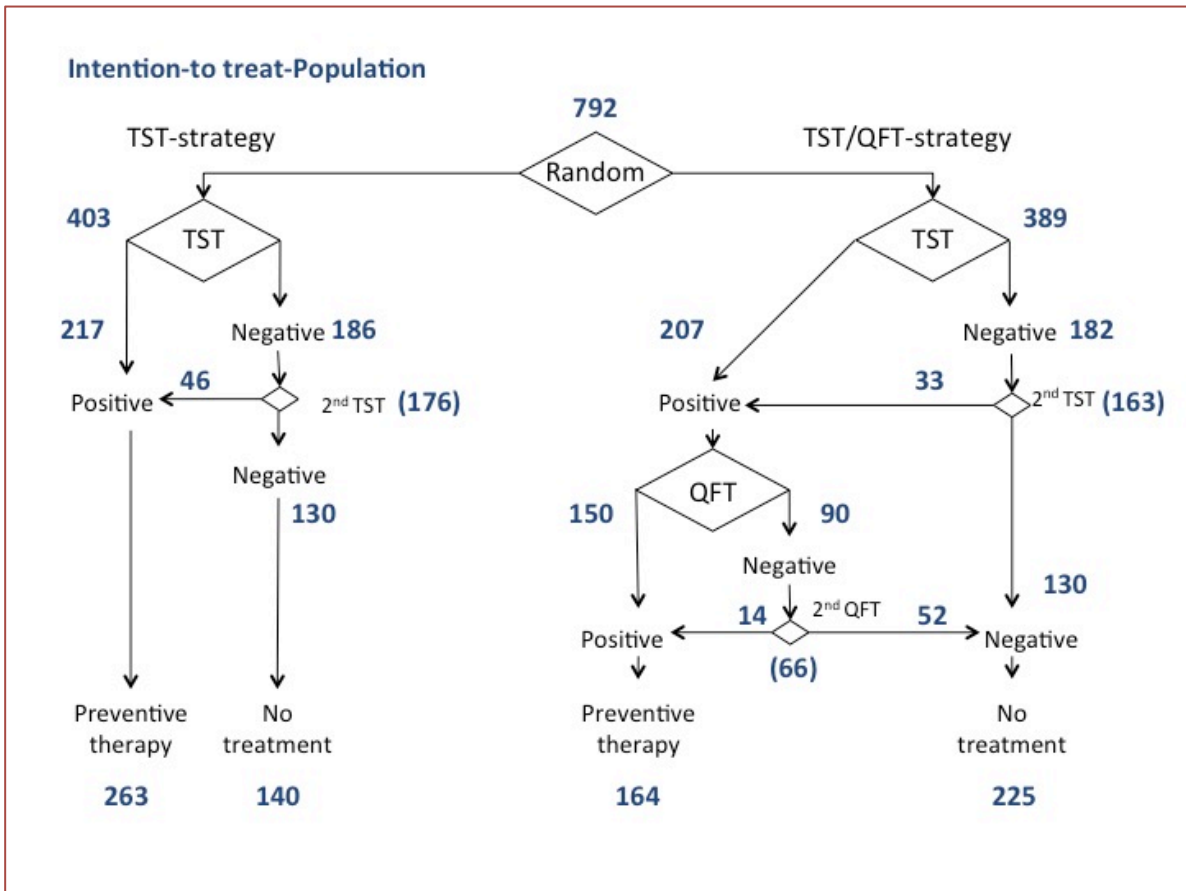 Intention-to treat-Population
792
TST-strategy
TST/QFT-strategy
Random
403
TST
TST
389
217
Negative 186
207
Negative 182
46
33
Positive
2nd TST (176)
Positive
2nd TST (163)
Negative
QFT
130
150
90
Negative
130
14
2nd QFT
52
Positive
Negative
(66)
Preventive
therapy
No
treatment
Preventive
therapy
No
treatment
263
140
164
225